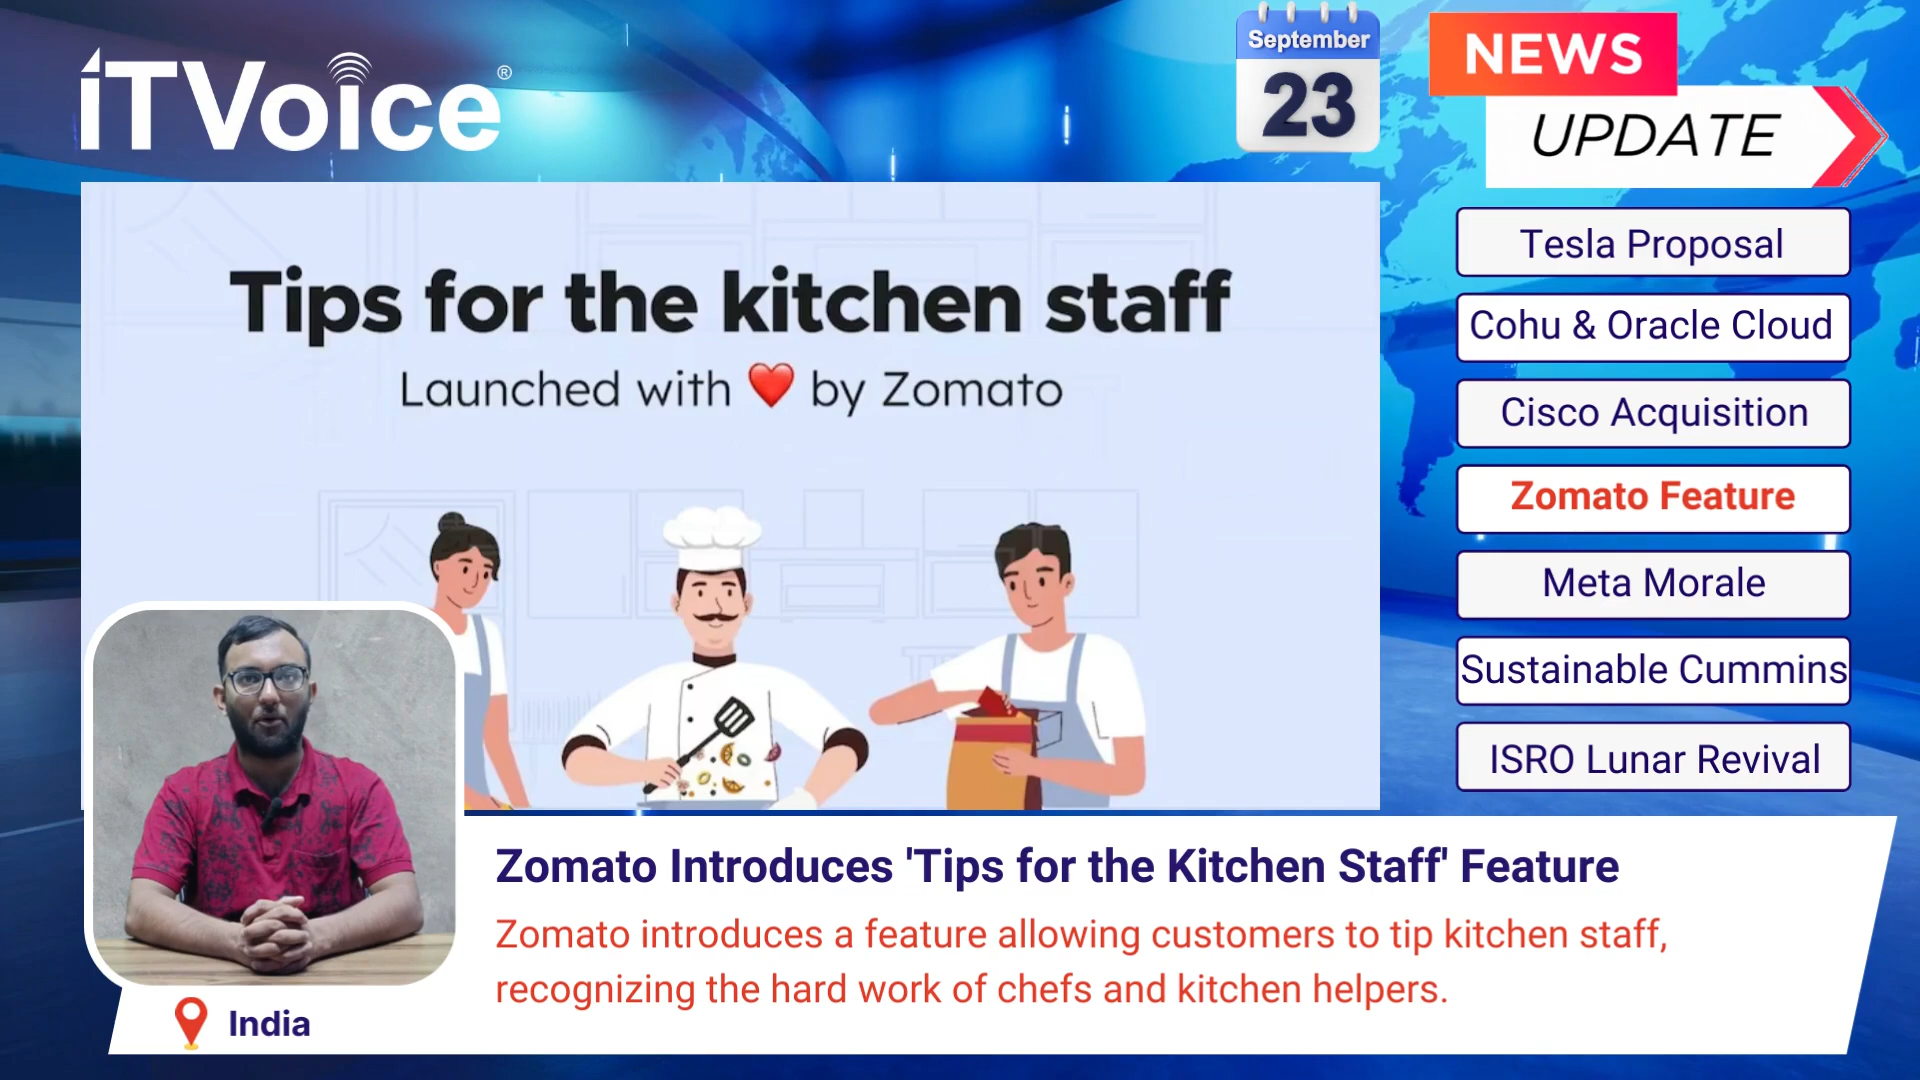 iTVoice®
September
23
NEWS
UPDATE
Tips for the kitchen staff
Launched with ❤️ by Zomato
Tesla Proposal
Cohu & Oracle Cloud
Cisco Acquisition
Zomato Feature
Meta Morale
Sustainable Cummins
ISRO Lunar Revival
Zomato Introduces 'Tips for the Kitchen Staff' Feature
Zomato introduces a feature allowing customers to tip kitchen staff,
recognizing the hard work of chefs and kitchen helpers.
India